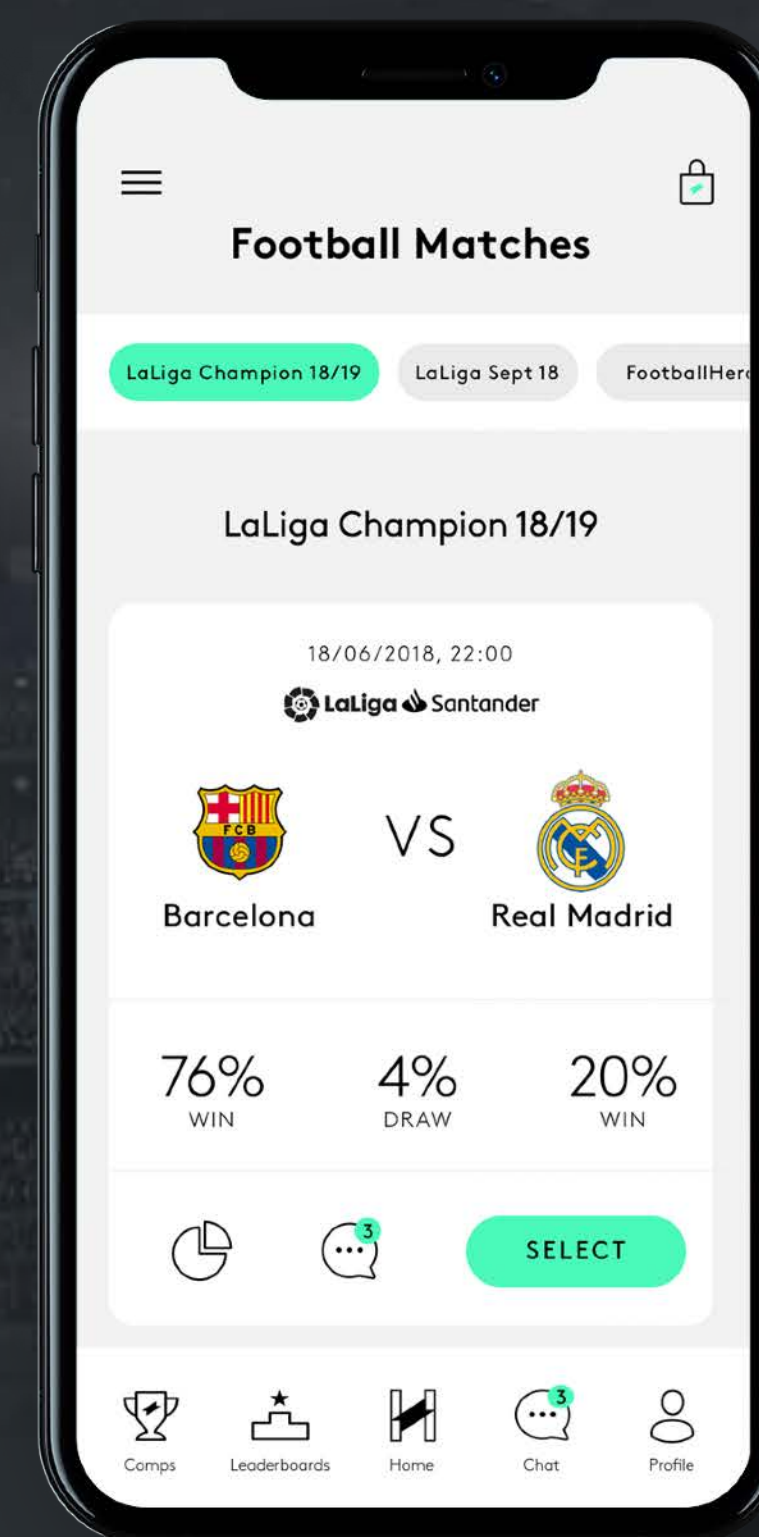 Football Matches
LaLiga Champion 18/19
LaLiga Sept 18
FootballHer
LaLiga Champion 18/19
18/06/2018, 22:00
LaLiga Santander
FCB
VS
Barcelona
Real Madrid
76%
4%
20%
WIN
DRAW
WIN
3
SELECT
3
Comps
Leaderboards
Home
Chat
Profile